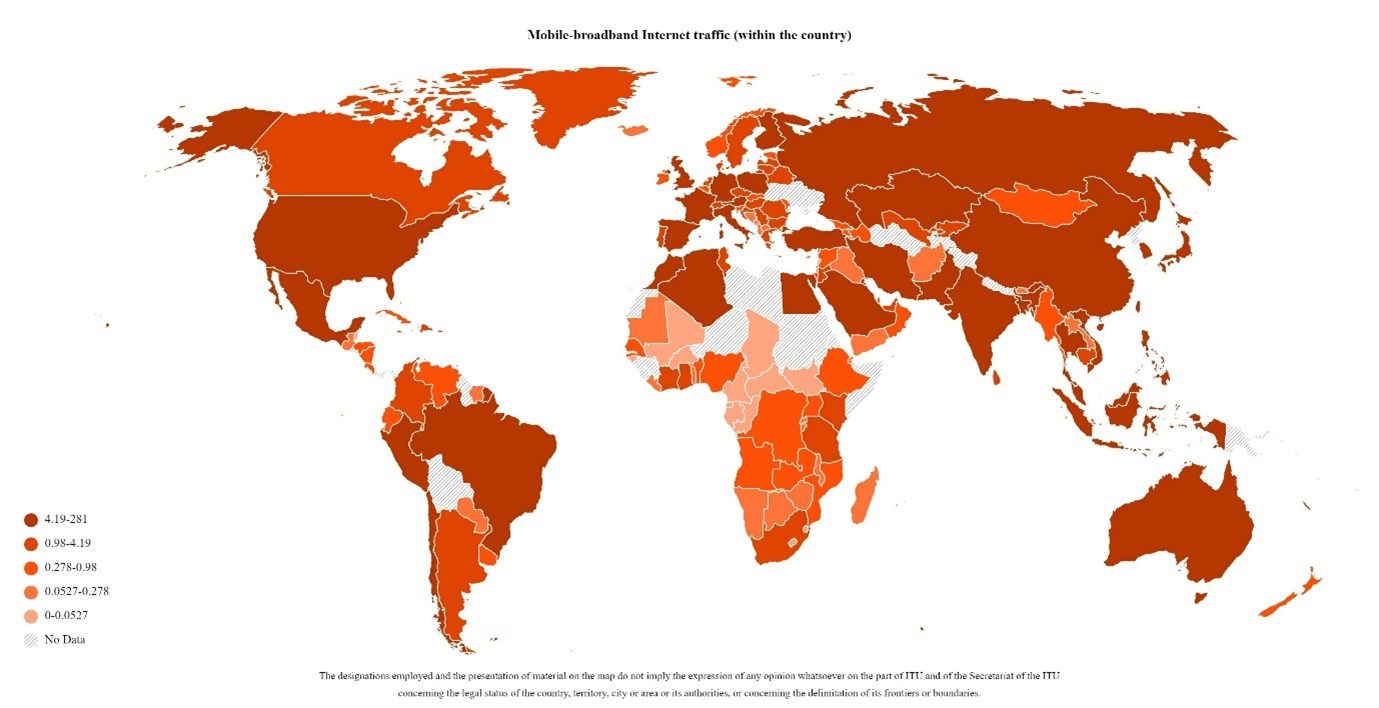 Mobile-broadband Internet traffic (within the country)
4.19-281
0.98-4.19
0.278-0.98
0.0527-0.278
0-0.0527
No Data
The designations employed and the presentation of material on the map do not imply the expression of any opinion whatsoever on the part of ITU and of the Secretariat of the ITU
concerning the legal status of the country, territory, city or area or its authorities, or concerning the delimitation of its frontiers or boundaries.